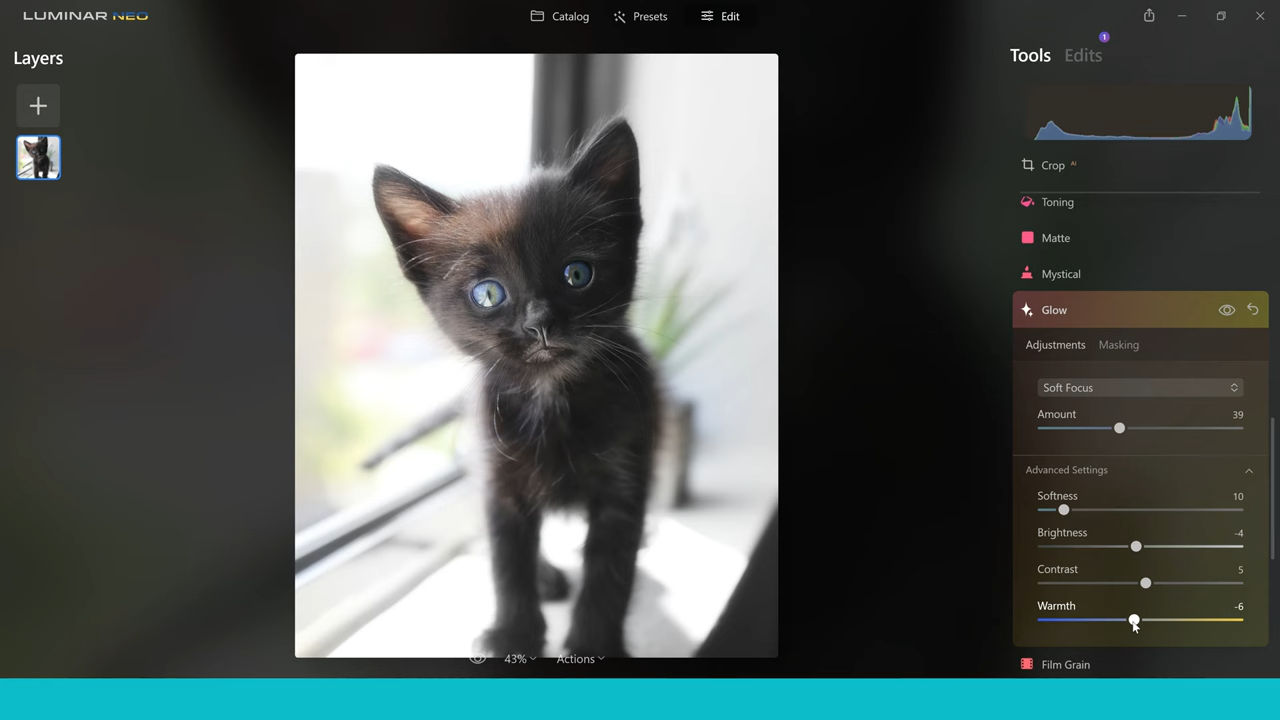 LUMINAR NEO
Catalog
Presets
Edit
Layers
Tools
Edits
1
Crop AI
Toning
Matte
Mystical
Glow
Adjustments
Masking
Soft Focus
Amount 39
Advanced Settings
Softness 10
Brightness -4
Contrast 5
Warmth -6
Film Grain
43%
Actions